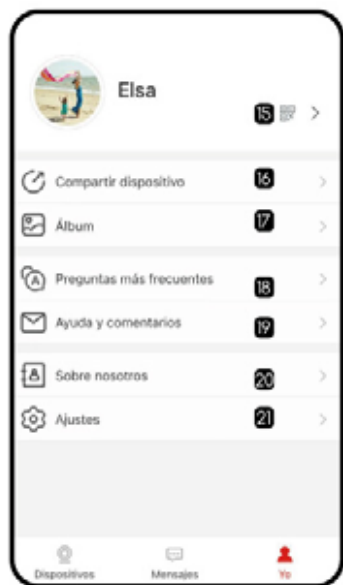 Elsa
15
Compartir dispositivo 16
Álbum 17
Preguntas más frecuentes 18
Ayuda y comentarios 19
Sobre nosotros 20
Ajustes 21
Dispositivos Mensajes Yo